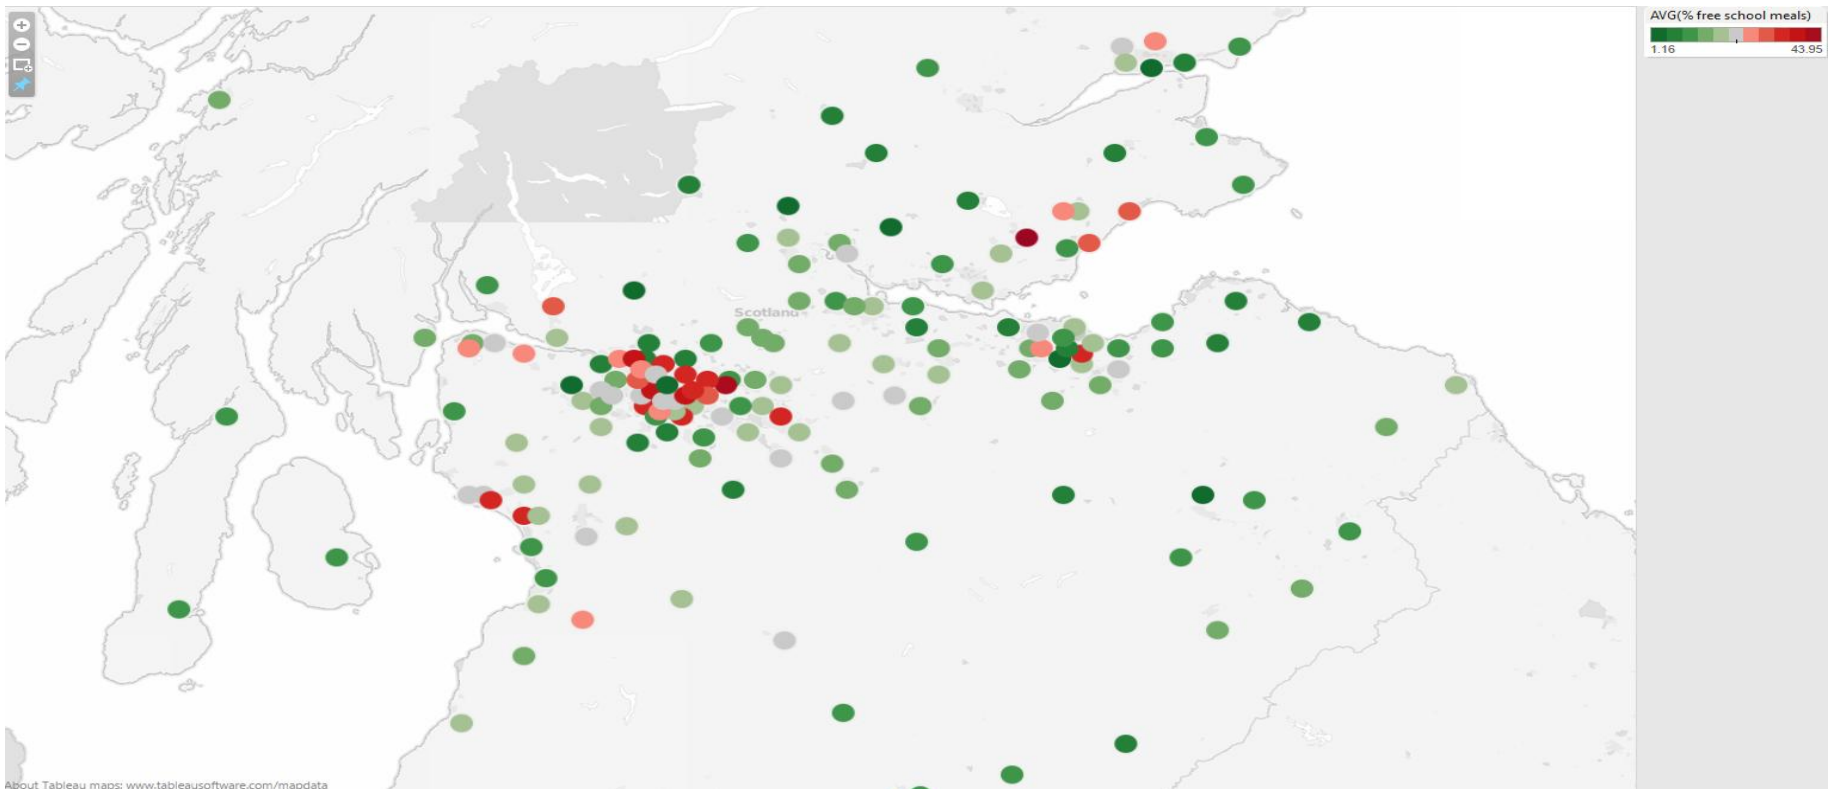 AVG(% free school meals)
1.16 43.95
Scotland
About Tableau maps: www.tableausoftware.com/mapdata